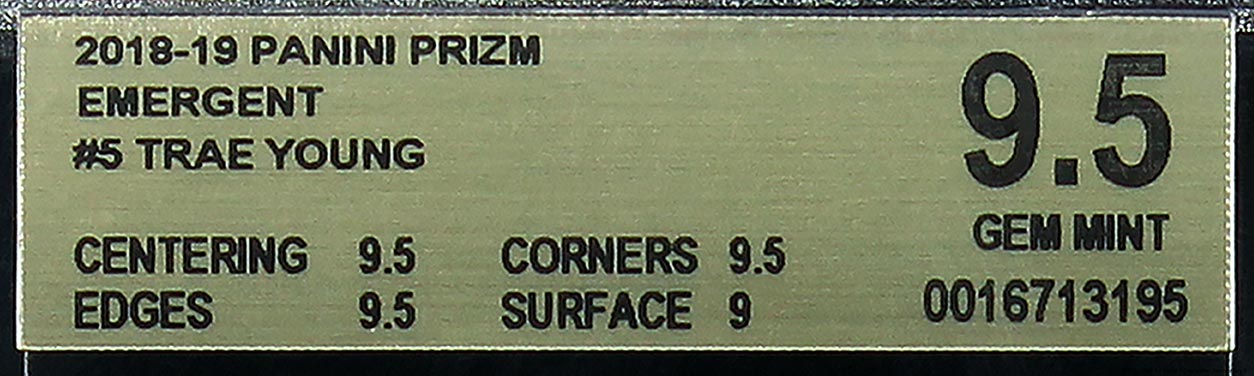 2018-19 PANINI PRIZM
EMERGENT
#5 TRAE YOUNG
9.5
GEM MINT
0016713195
CENTERING 9.5 CORNERS 9.5
EDGES 9.5 SURFACE 9